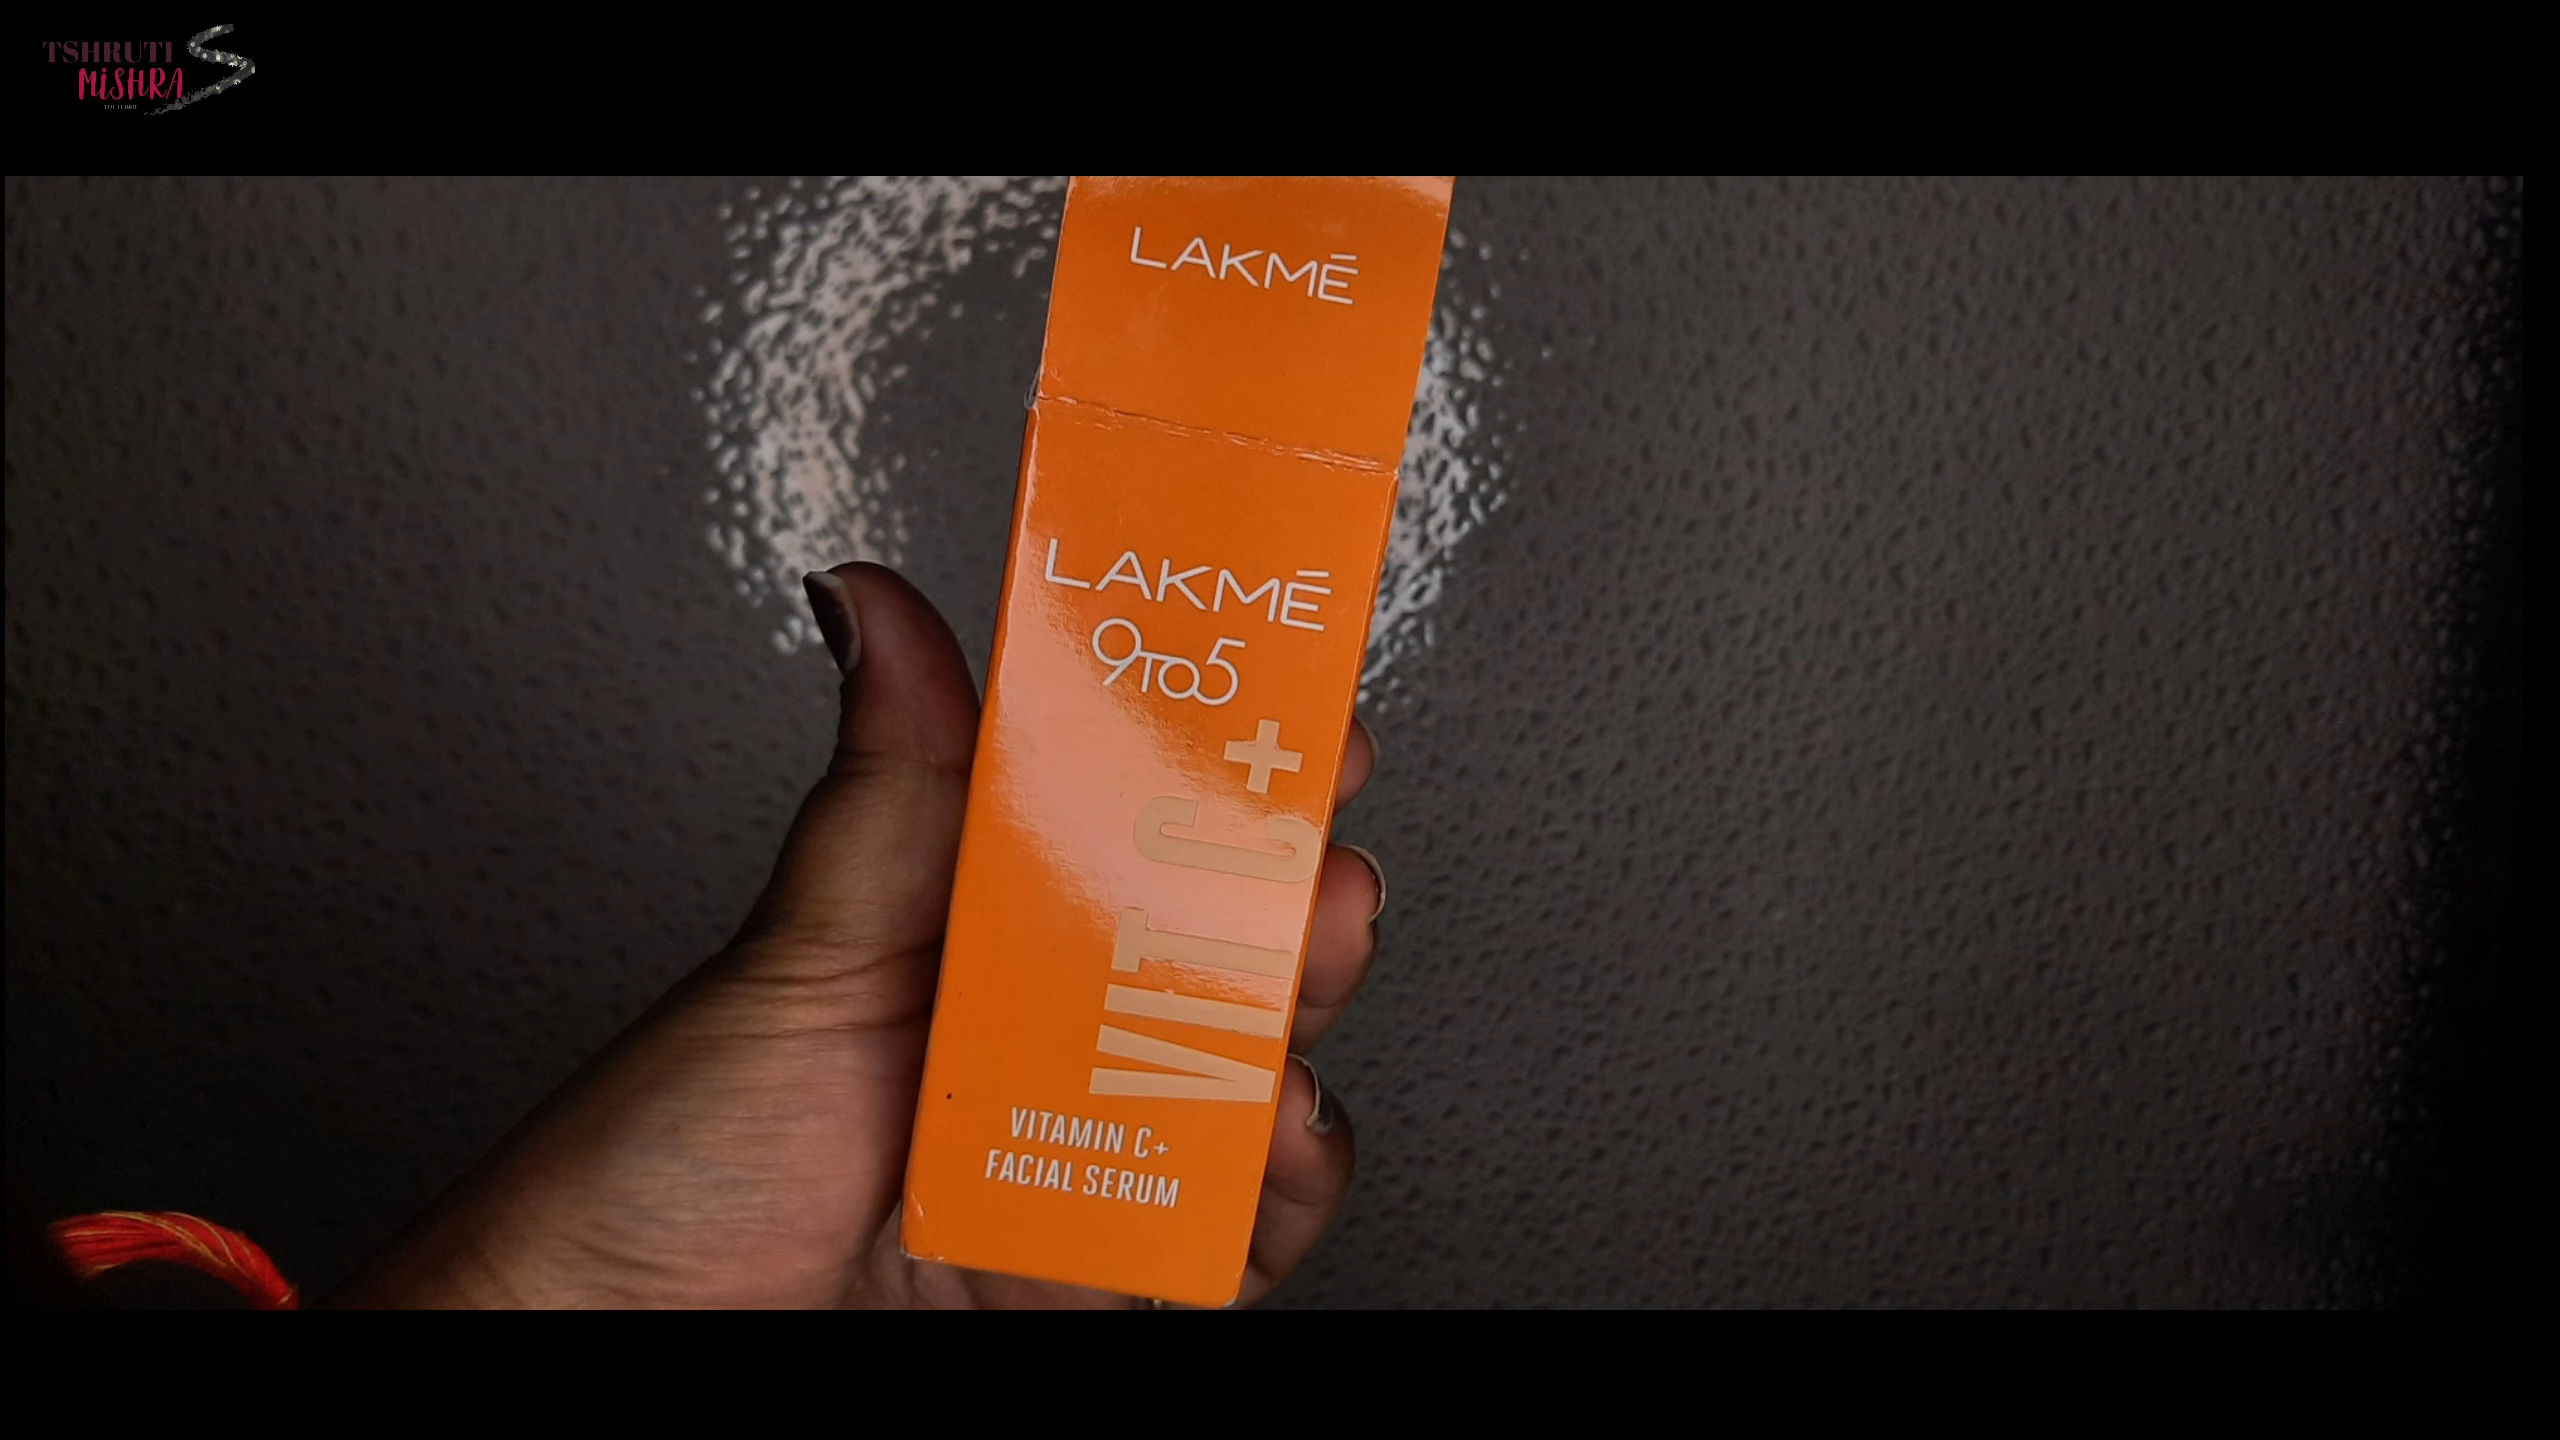 TSHRUTI
MISHRA
LAKMĒ
LAKMĒ
9TO5
VIT C+
VITAMIN C+
FACIAL SERUM